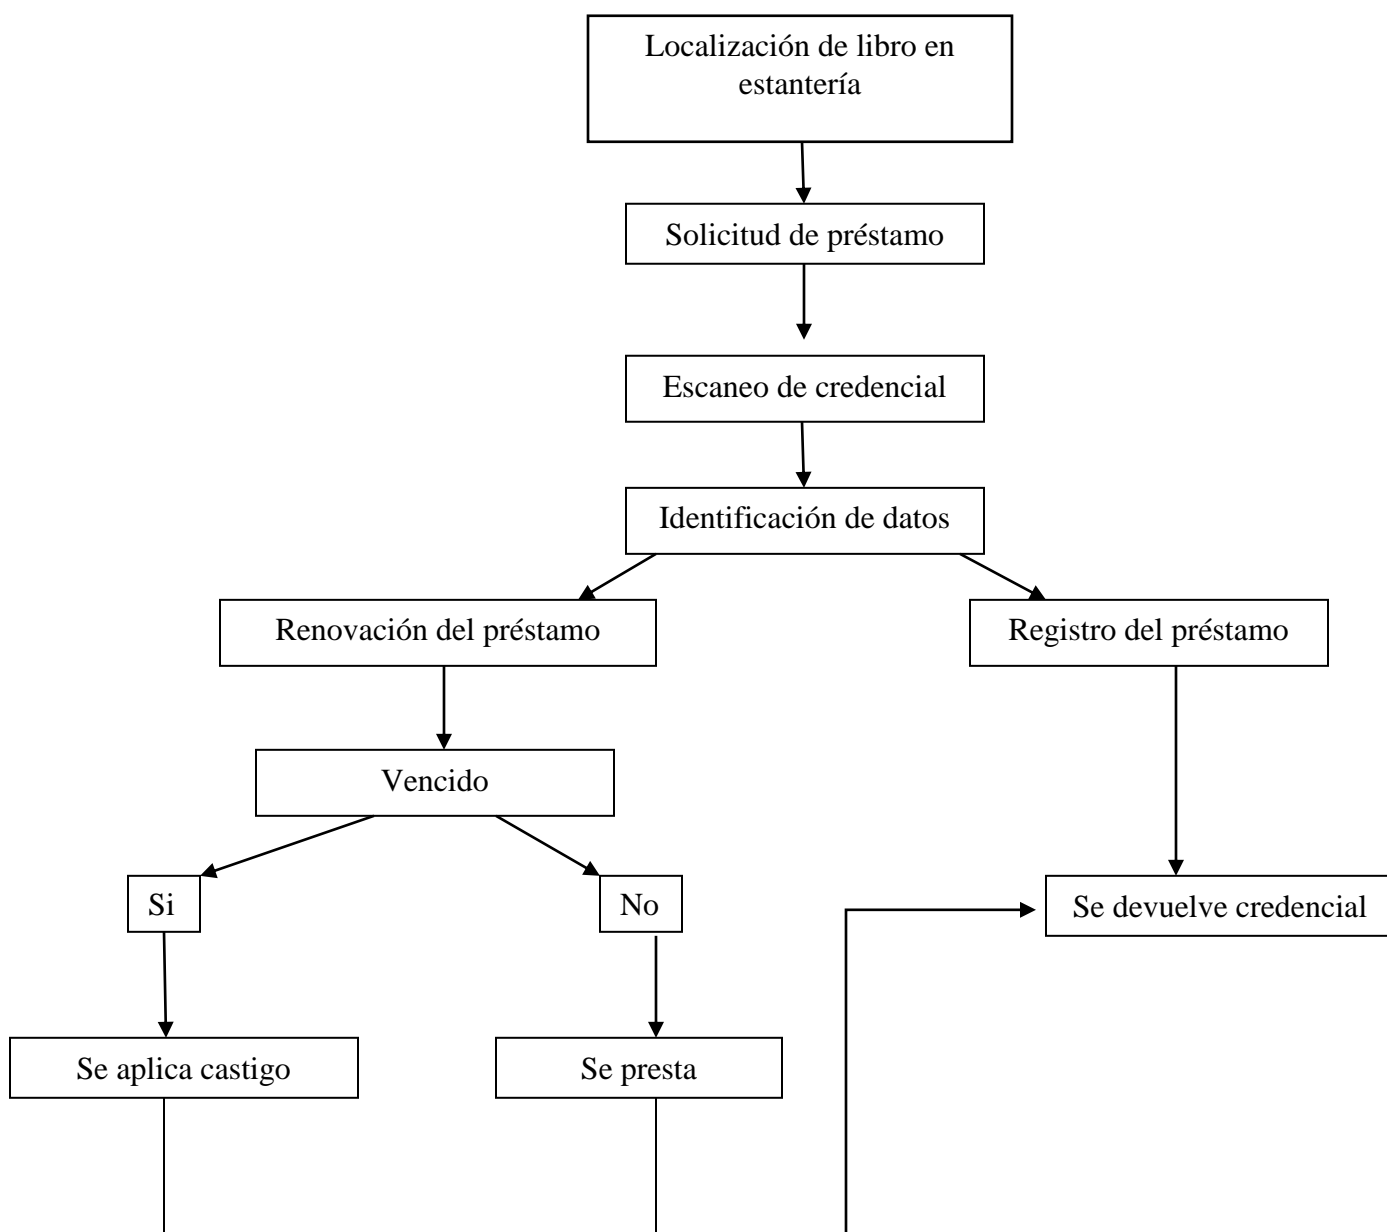 Localización de libro en
estantería
Solicitud de préstamo
Escaneo de credencial
Identificación de datos
Renovación del préstamo
Registro del préstamo
Vencido
Si
No
Se devuelve credencial
Se aplica castigo
Se presta